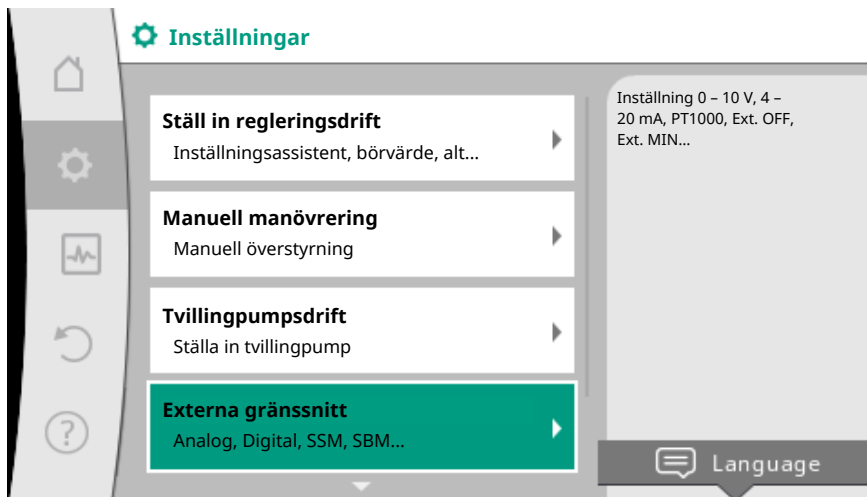 Inställningar
Ställ in regleringsdrift
Inställningsassistent, börvärde, alt...
Manuell manövrering
Manuell överstyrning
Tvillingpumpsdrift
Ställa in tvillingpump
Externa gränssnitt
Analog, Digital, SSM, SBM...
Inställning 0 – 10 V, 4 –
20 mA, PT1000, Ext. OFF,
Ext. MIN...
Language